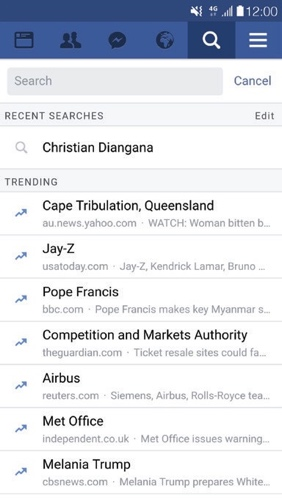 4G 12:00
Search Cancel
RECENT SEARCHES Edit
Christian Diangana
TRENDING
Cape Tribulation, Queensland
au.news.yahoo.com · WATCH: Woman bitten b...
Jay-Z
usatoday.com · Jay-Z, Kendrick Lamar, Bruno ...
Pope Francis
bbc.com · Pope Francis makes key Myanmar s...
Competition and Markets Authority
theguardian.com · Ticket resale sites could fa...
Airbus
reuters.com · Siemens, Airbus, Rolls-Royce tea...
Met Office
independent.co.uk · Met Office issues warning...
Melania Trump
cbsnews.com · Melania Trump prepares White...